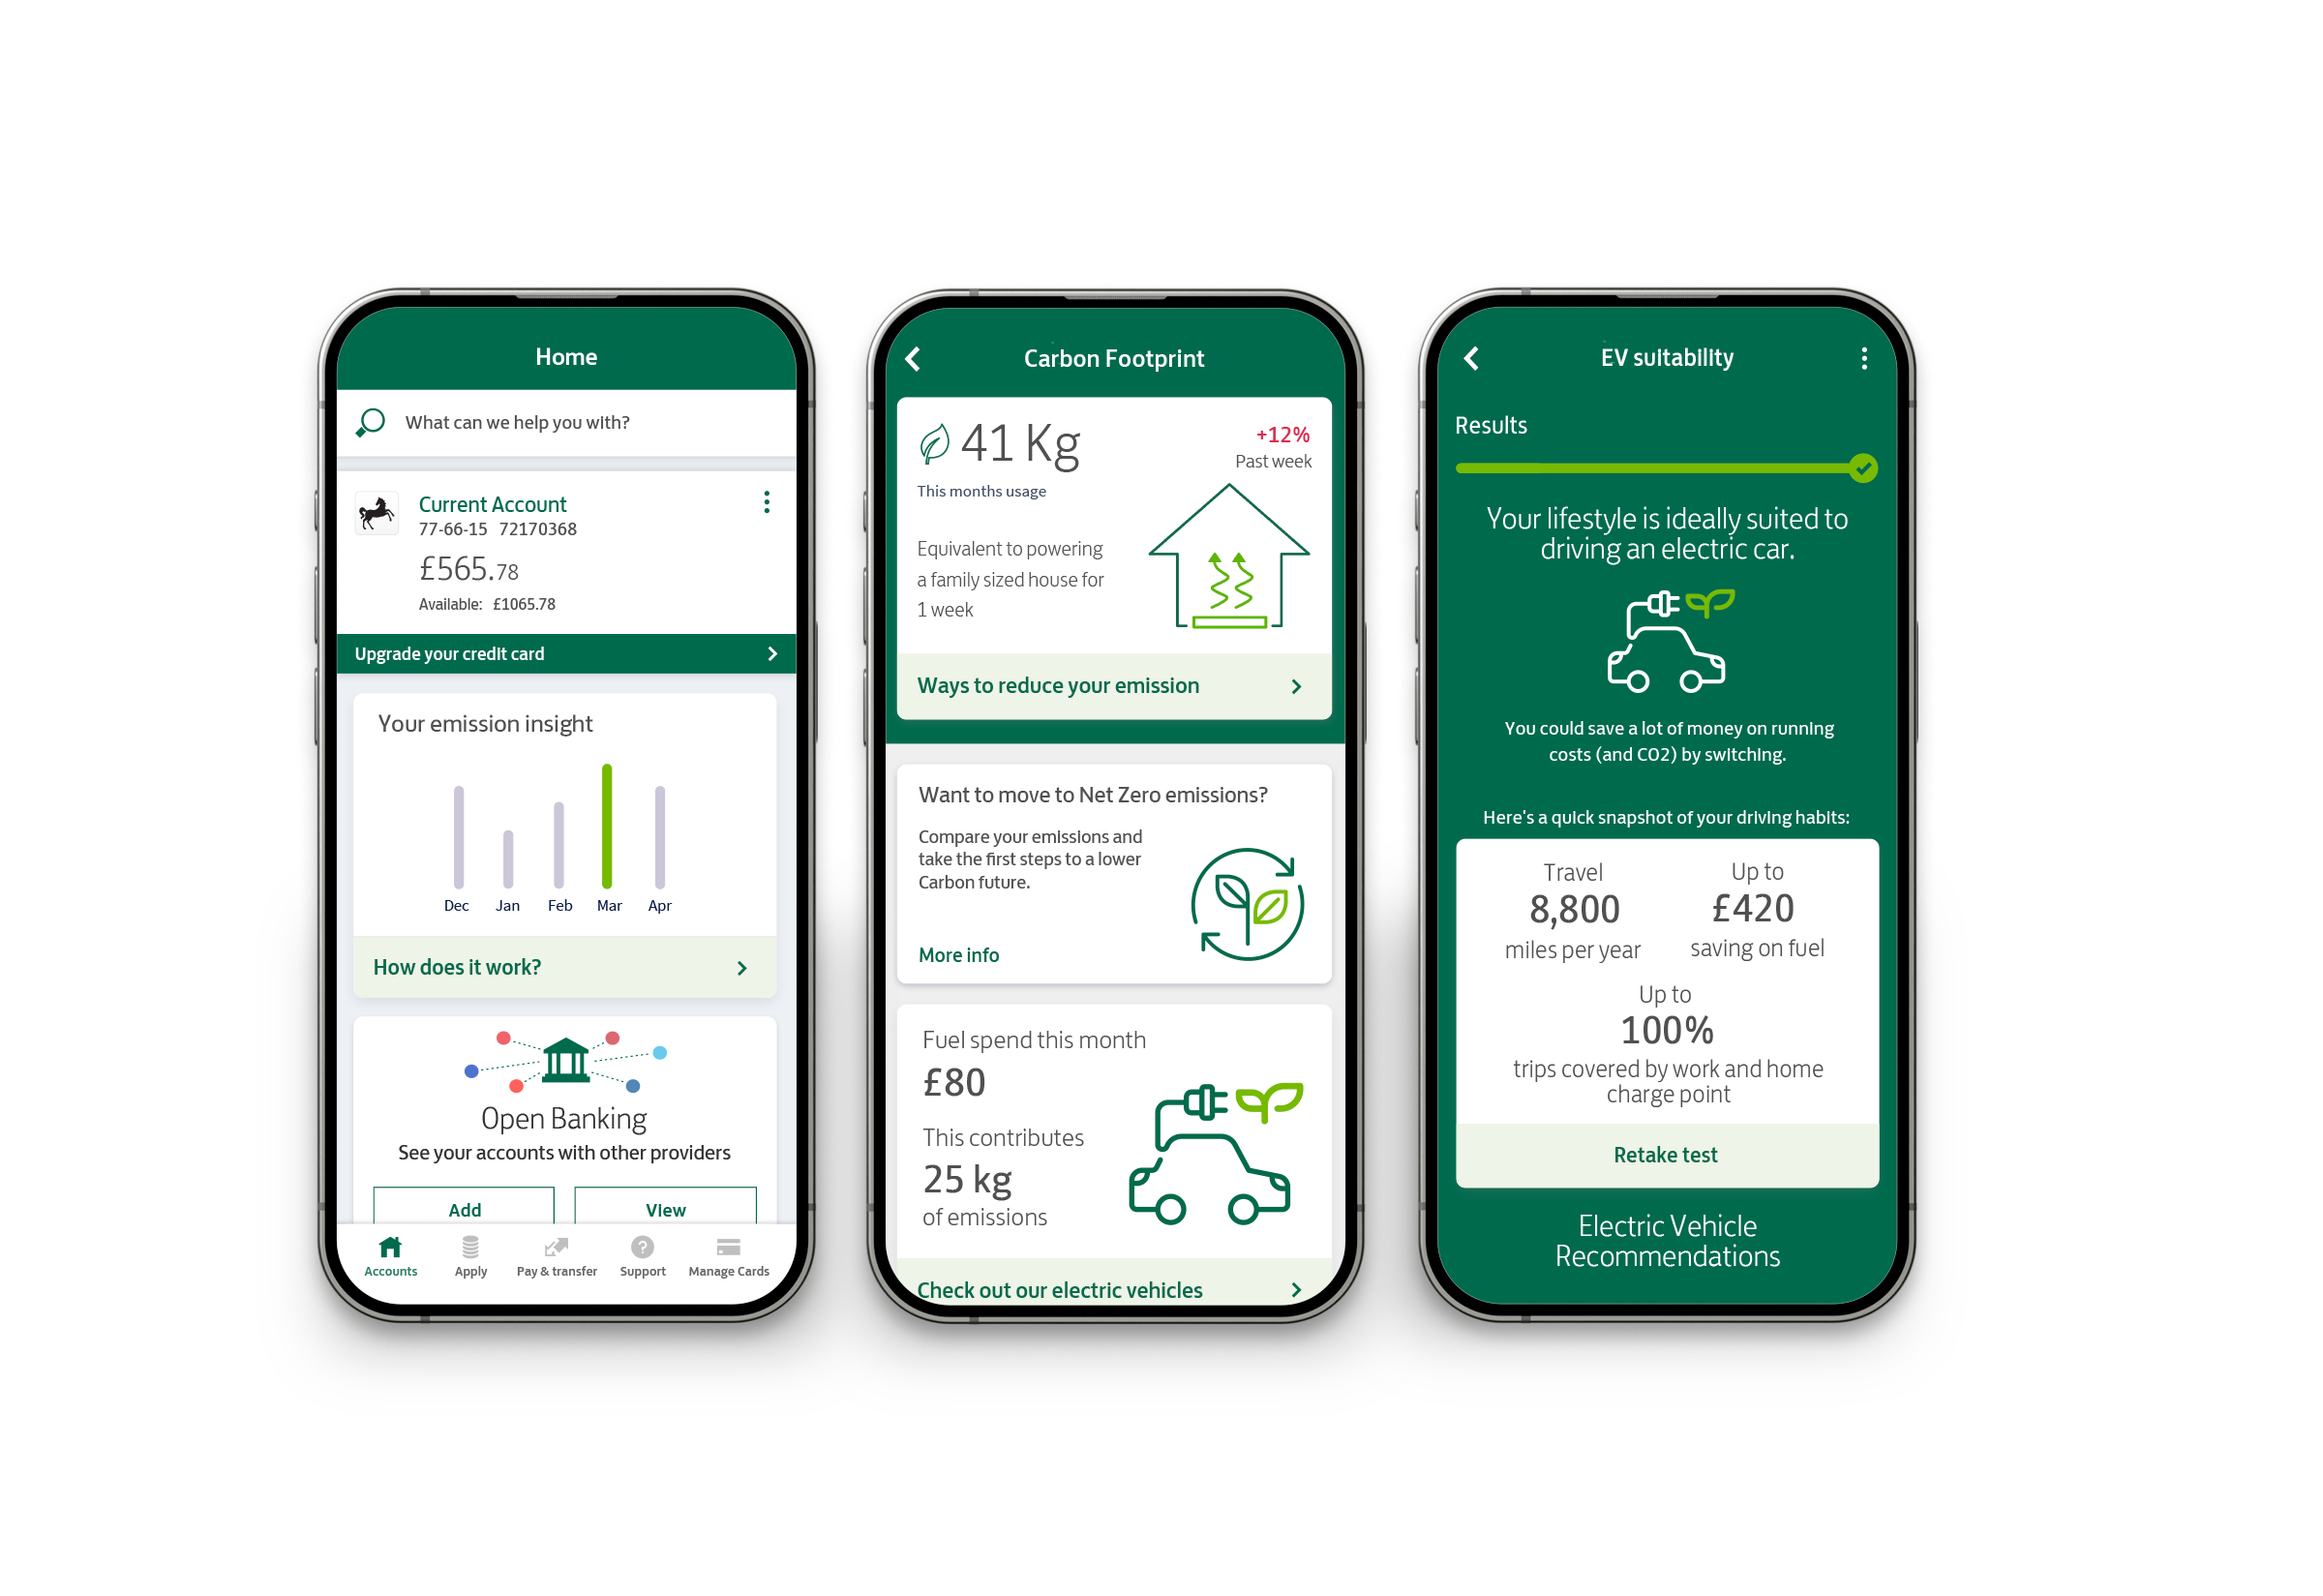 Home
What can we help you with?
Current Account
77-66-15 72170368
£565.78
Available: £1065.78
Upgrade your credit card
Your emission insight
Dec Jan Feb Mar Apr
How does it work?
Open Banking
See your accounts with other providers
Add View
Accounts Apply Pay & transfer Support Manage Cards
Carbon Footprint
41 Kg
+12%
Past week
This months usage
Equivalent to powering
a family sized house for
1 week
Ways to reduce your emission
Want to move to Net Zero emissions?
Compare your emissions and
take the first steps to a lower
Carbon future.
More info
Fuel spend this month
£80
This contributes
25 kg
of emissions
Check out our electric vehicles
EV suitability
Results
Your lifestyle is ideally suited to
driving an electric car.
You could save a lot of money on running
costs (and CO2) by switching.
Here's a quick snapshot of your driving habits:
Travel
8,800
miles per year
Up to
£420
saving on fuel
Up to
100%
trips covered by work and home
charge point
Retake test
Electric Vehicle
Recommendations